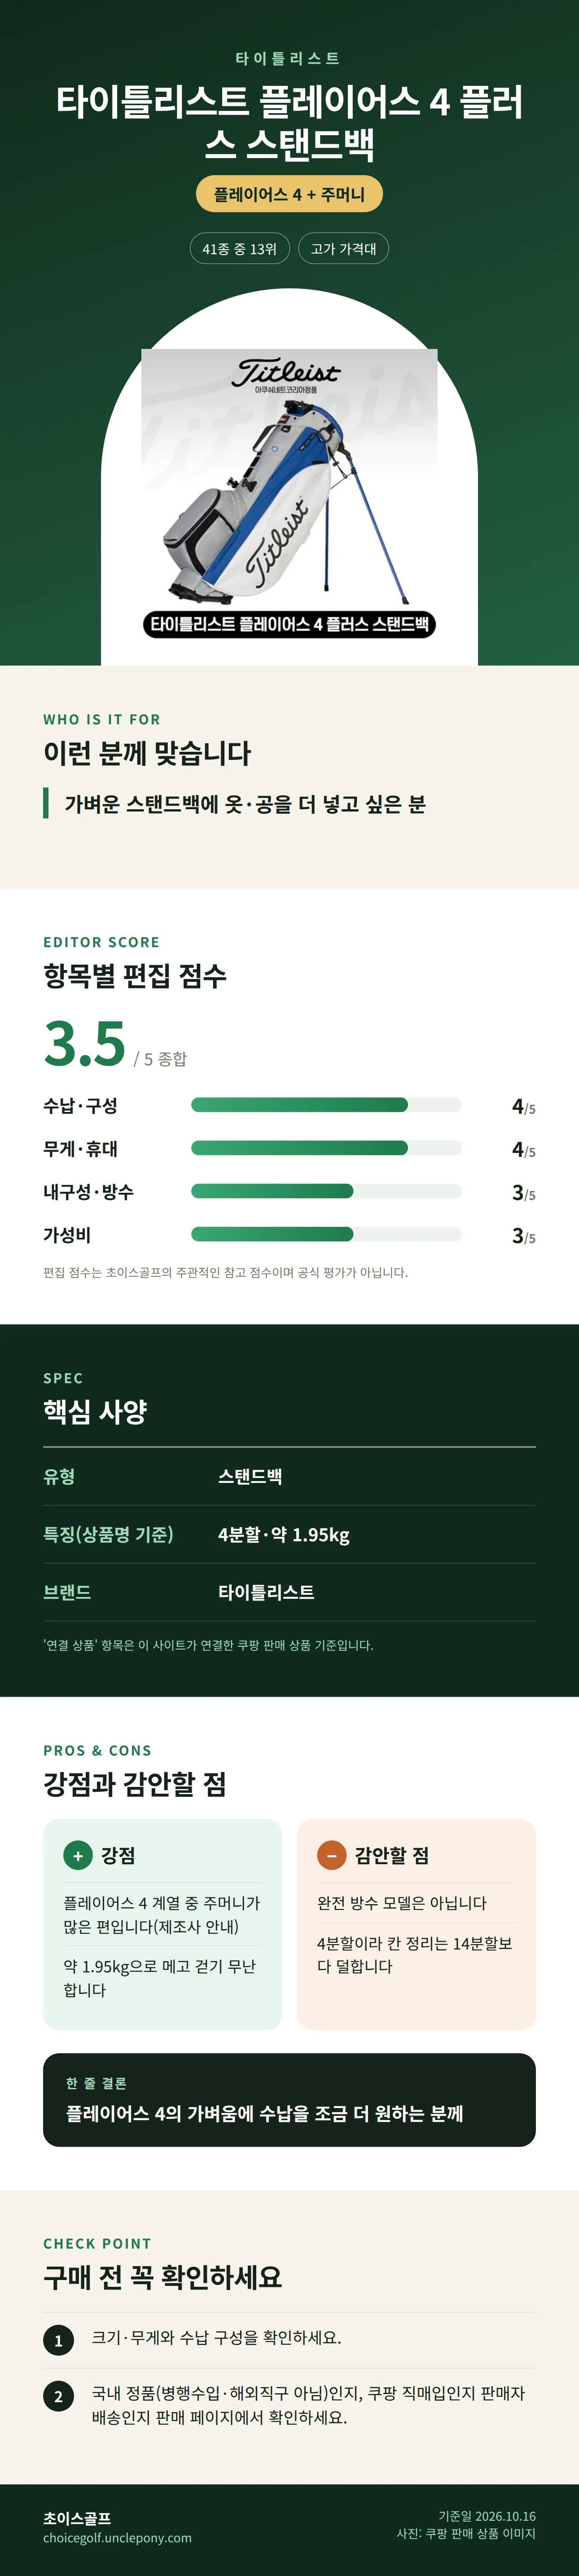 타이틀리스트
타이틀리스트 플레이어스 4 플러
스 스탠드백
플레이어스 4 + 주머니
41종 중 13위
고가 가격대
Titleist
아쿠쉬네트코리아정품
Titleist
타이틀리스트 플레이어스 4 플러스 스탠드백
WHO IS IT FOR
이런 분께 맞습니다
가벼운 스탠드백에 옷·공을 더 넣고 싶은 분
EDITOR SCORE
항목별 편집 점수
3.5 / 5 종합
수납·구성 4/5
무게·휴대 4/5
내구성·방수 3/5
가성비 3/5
편집 점수는 초이스골프의 주관적인 참고 점수이며 공식 평가가 아닙니다.
SPEC
핵심 사양
유형 스탠드백
특징(상품명 기준) 4분할·약 1.95kg
브랜드 타이틀리스트
'연결 상품' 항목은 이 사이트가 연결한 쿠팡 판매 상품 기준입니다.
PROS & CONS
강점과 감안할 점
+ 강점
플레이어스 4 계열 중 주머니가
많은 편입니다(제조사 안내)
약 1.95kg으로 메고 걷기 무난
합니다
− 감안할 점
완전 방수 모델은 아닙니다
4분할이라 칸 정리는 14분할보
다 덜합니다
한 줄 결론
플레이어스 4의 가벼움에 수납을 조금 더 원하는 분께
CHECK POINT
구매 전 꼭 확인하세요
1 크기·무게와 수납 구성을 확인하세요.
2 국내 정품(병행수입·해외직구 아님)인지, 쿠팡 직매입인지 판매자
배송인지 판매 페이지에서 확인하세요.
초이스골프
choicegolf.unclepony.com
기준일 2026.10.16
사진: 쿠팡 판매 상품 이미지